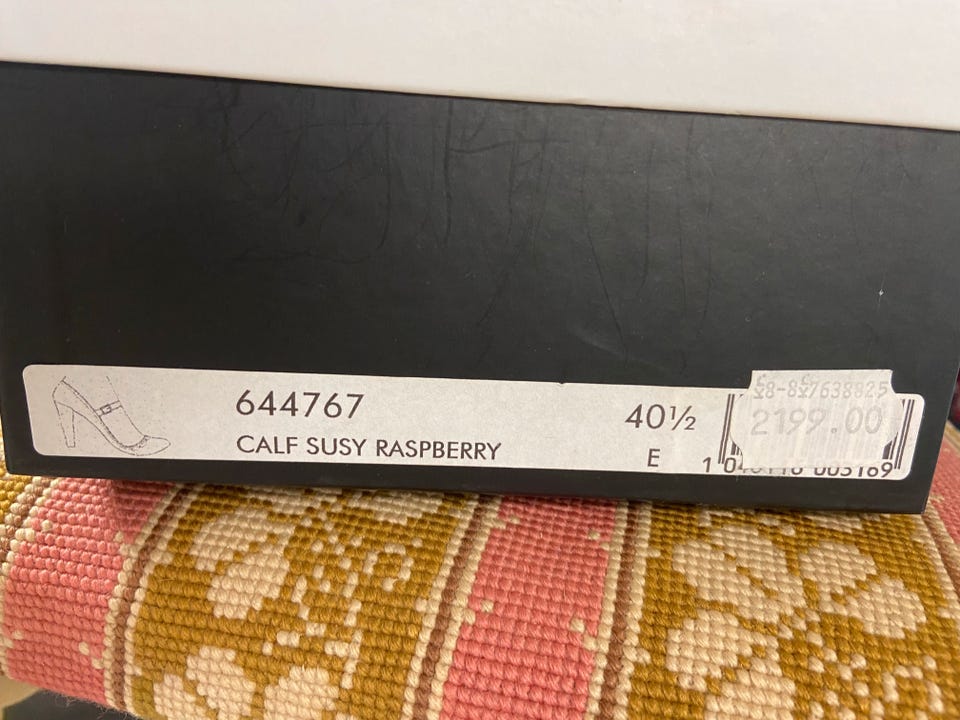 644767
40½
CALF SUSY RASPBERRY
E
2199.00